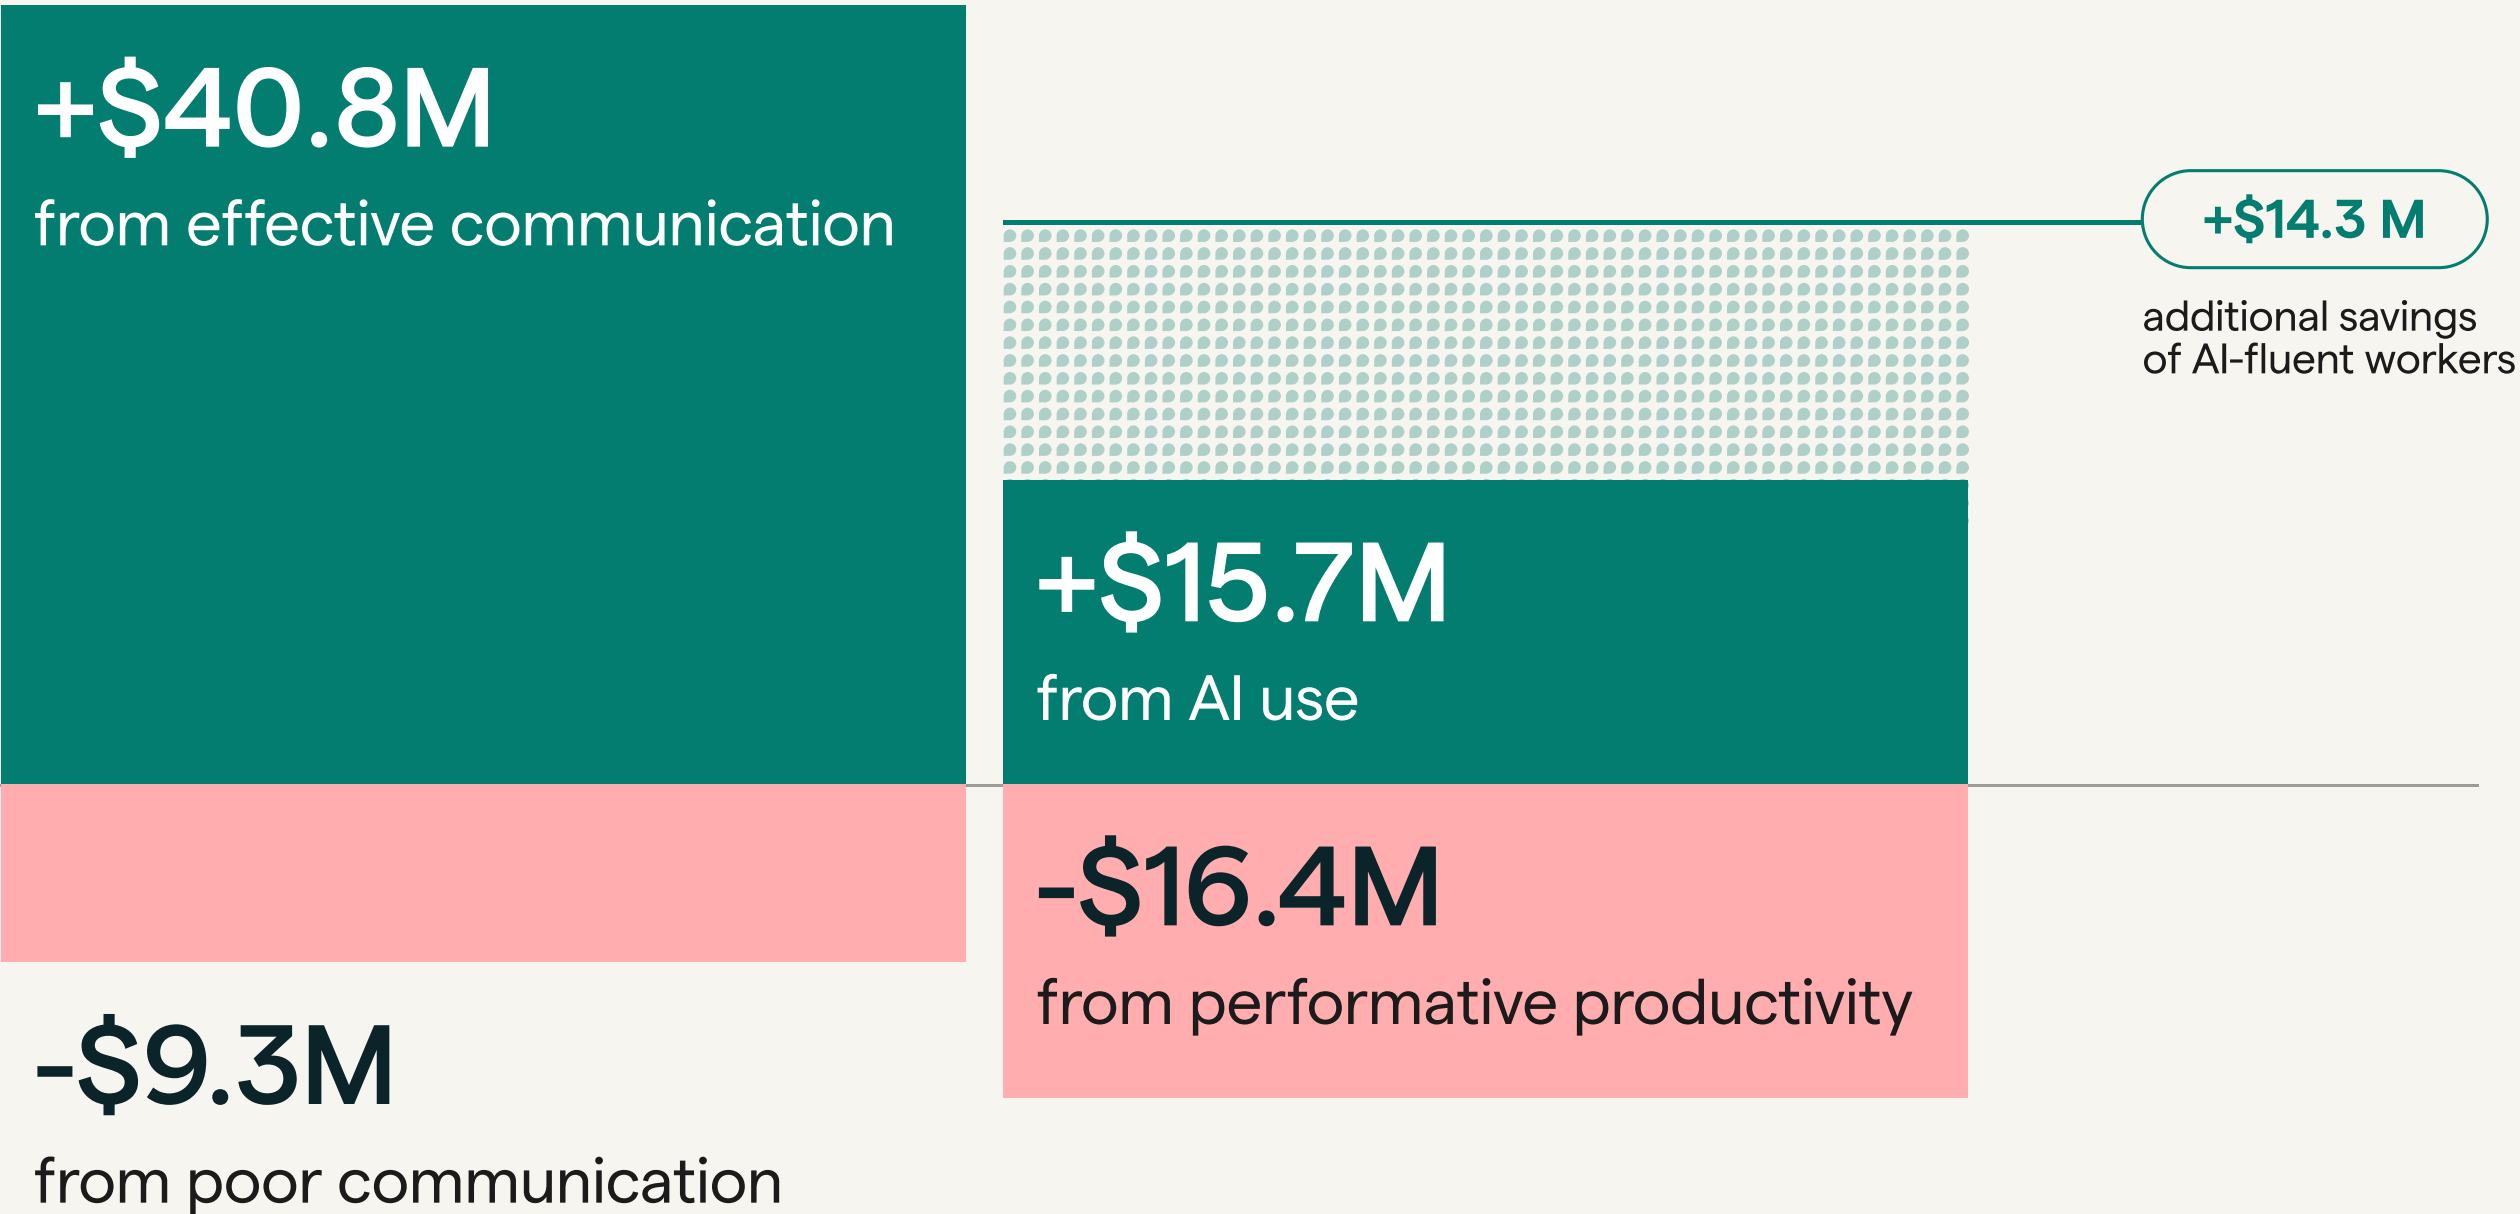 +$40.8M
from effective communication
+$14.3 M
additional savings
of AI-fluent workers
+$15.7M
from AI use
-$16.4M
from performative productivity
-$9.3M
from poor communication